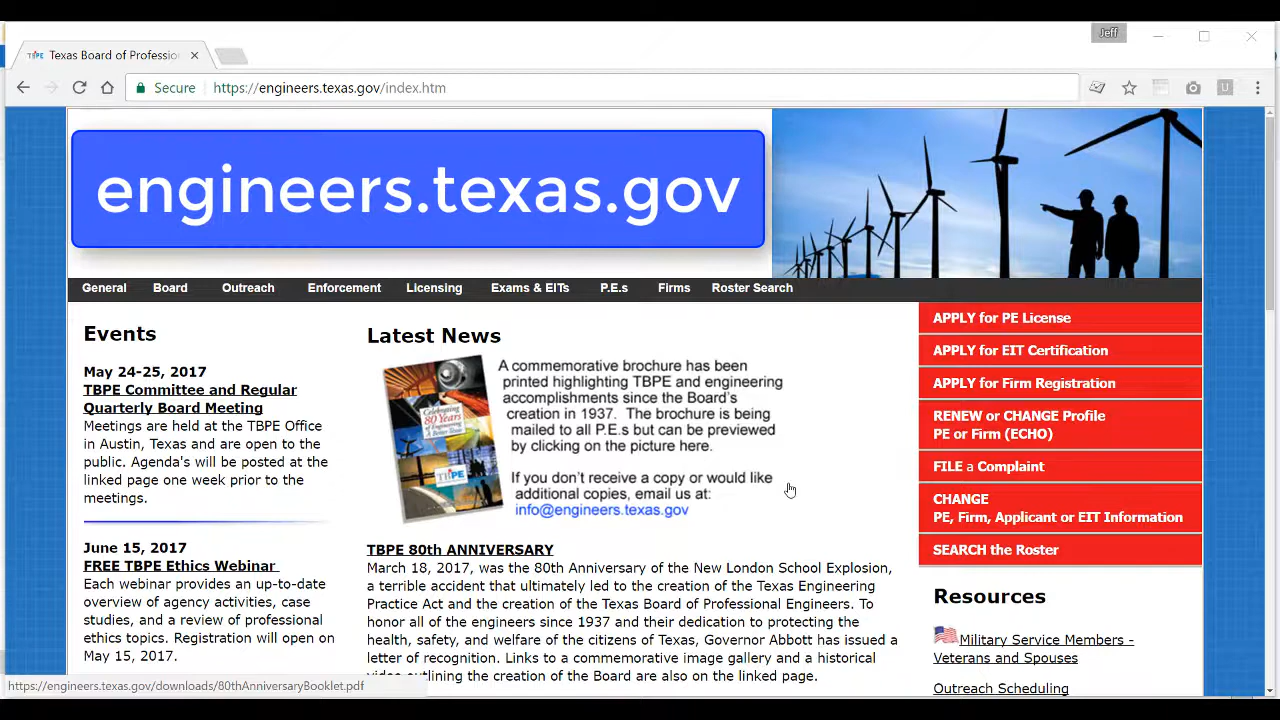 Jeff
TBPE Texas Board of Professio
Secure https://engineers.texas.gov/index.htm
engineers.texas.gov
General Board Outreach Enforcement Licensing Exams & EITs P.E.s Firms Roster Search
Events
May 24-25, 2017
TBPE Committee and Regular
Quarterly Board Meeting
Meetings are held at the TBPE Office
in Austin, Texas and are open to the
public. Agenda's will be posted at the
linked page one week prior to the
meetings.
June 15, 2017
FREE TBPE Ethics Webinar
Each webinar provides an up-to-date
overview of agency activities, case
studies, and a review of professional
ethics topics. Registration will open on
May 15, 2017.
Latest News
Celebrating
80 Years
of Engineering
A Better Texas
TBPE
A commemorative brochure has been
printed highlighting TBPE and engineering
accomplishments since the Board's
creation in 1937. The brochure is being
mailed to all P.E.s but can be previewed
by clicking on the picture here.
If you don't receive a copy or would like
additional copies, email us at:
info@engineers.texas.gov
TBPE 80th ANNIVERSARY
March 18, 2017, was the 80th Anniversary of the New London School Explosion,
a terrible accident that ultimately led to the creation of the Texas Engineering
Practice Act and the creation of the Texas Board of Professional Engineers. To
honor all of the engineers since 1937 and their dedication to protecting the
health, safety, and welfare of the citizens of Texas, Governor Abbott has issued a
letter of recognition. Links to a commemorative image gallery and a historical
video outlining the creation of the Board are also on the linked page.
APPLY for PE License
APPLY for EIT Certification
APPLY for Firm Registration
RENEW or CHANGE Profile
PE or Firm (ECHO)
FILE a Complaint
CHANGE
PE, Firm, Applicant or EIT Information
SEARCH the Roster
Resources
Military Service Members -
Veterans and Spouses
Outreach Scheduling
https://engineers.texas.gov/downloads/80thAnniversaryBooklet.pdf